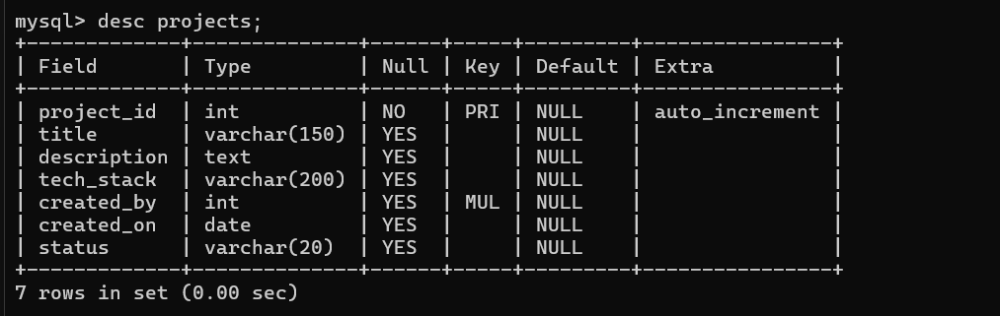 mysql> desc projects;
+-------------+--------------+------+-----+---------+----------------+
| Field       | Type         | Null | Key | Default | Extra          |
+-------------+--------------+------+-----+---------+----------------+
| project_id  | int          | NO   | PRI | NULL    | auto_increment |
| title       | varchar(150) | YES  |     | NULL    |                |
| description | text         | YES  |     | NULL    |                |
| tech_stack  | varchar(200) | YES  |     | NULL    |                |
| created_by  | int          | YES  | MUL | NULL    |                |
| created_on  | date         | YES  |     | NULL    |                |
| status      | varchar(20)  | YES  |     | NULL    |                |
+-------------+--------------+------+-----+---------+----------------+
7 rows in set (0.00 sec)